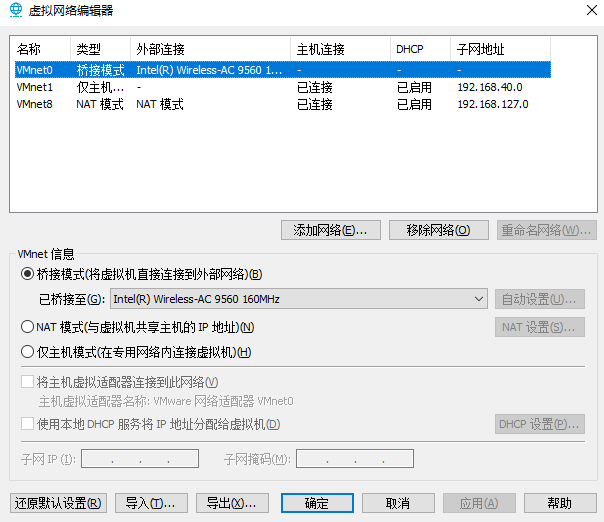 虚拟网络编辑器
名称 类型 外部连接 主机连接 DHCP 子网地址
VMnet0 桥接模式 Intel(R) Wireless-AC 9560 1... - - -
VMnet1 仅主机... - 已连接 已启用 192.168.40.0
VMnet8 NAT 模式 NAT 模式 已连接 已启用 192.168.127.0
添加网络(E)... 移除网络(O) 重命名网络(W)...
VMnet 信息
桥接模式(将虚拟机直接连接到外部网络)(B)
已桥接至(G): Intel(R) Wireless-AC 9560 160MHz 自动设置(U)...
NAT 模式(与虚拟机共享主机的 IP 地址)(N) NAT 设置(S)...
仅主机模式(在专用网络内连接虚拟机)(H)
将主机虚拟适配器连接到此网络(V)
主机虚拟适配器名称: VMware 网络适配器 VMnet0
使用本地 DHCP 服务将 IP 地址分配给虚拟机(D) DHCP 设置(P)...
子网 IP (I): . . . 子网掩码(M): . . .
还原默认设置(R) 导入(T)... 导出(X)... 确定 取消 应用(A) 帮助